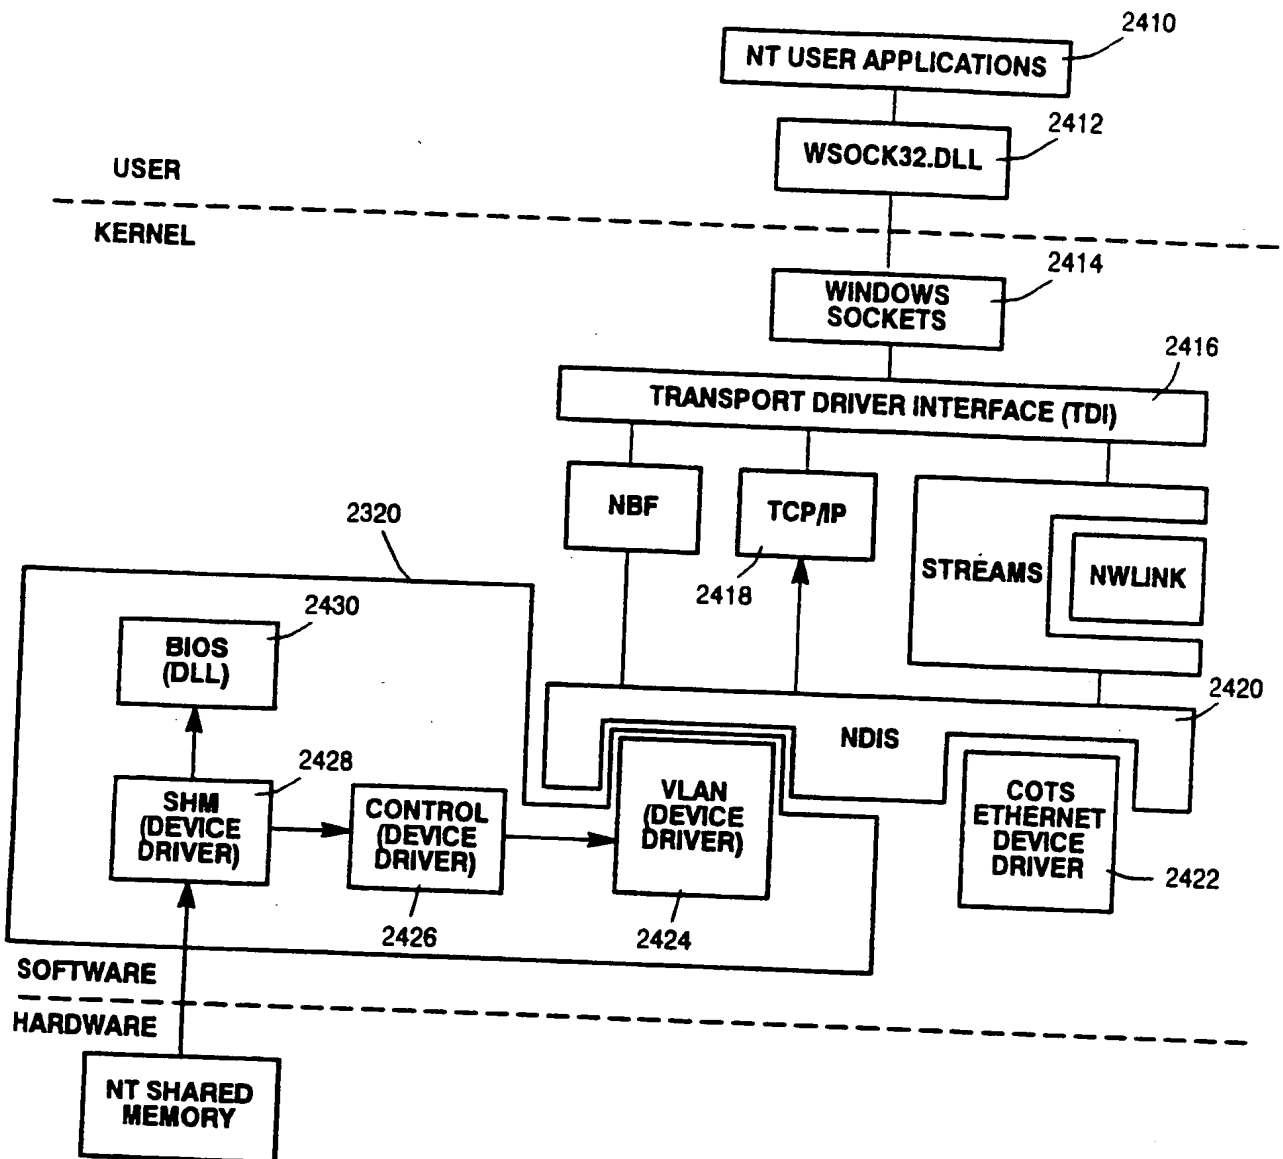 2410
NT USER APPLICATIONS
2412
WSOCK32.DLL
USER
KERNEL
2414
WINDOWS
SOCKETS
2416
TRANSPORT DRIVER INTERFACE (TDI)
NBF
TCP/IP
2418
STREAMS
NWLINK
2320
2430
BIOS
(DLL)
2420
NDIS
2428
SHM
(DEVICE
DRIVER)
CONTROL
(DEVICE
DRIVER)
2426
VLAN
(DEVICE
DRIVER)
2424
COTS
ETHERNET
DEVICE
DRIVER
2422
SOFTWARE
HARDWARE
NT SHARED
MEMORY